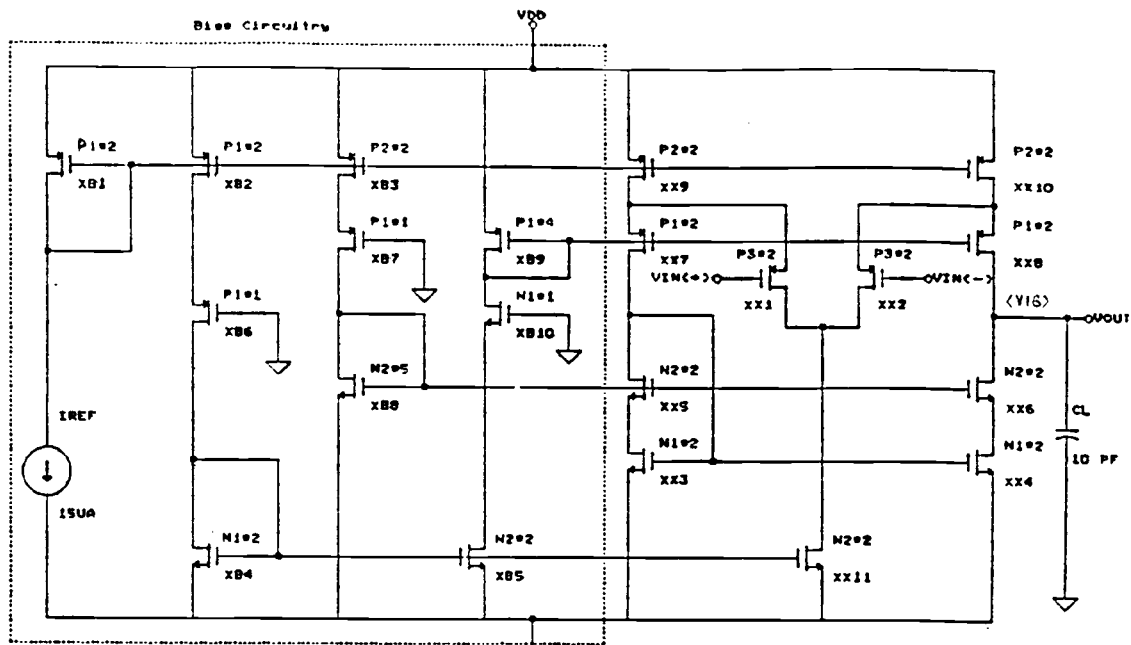 VDD
Bias Circuitry
P1*2
XB1
P1*2
XB2
P2*2
XB3
P2*2
XX9
P2*2
XX10
P1*1
XB7
P1*4
XB9
P1*2
XX7
P1*2
XX8
P3*2
VIN(+)
XX1
P3*2
VIN(-)
XX2
P1*1
XB6
N1*1
XB10
<V16>
VOUT
N2*5
XB8
N2*2
XX5
N2*2
XX6
CL
10 PF
IREF
15UA
N1*2
XX3
N1*2
XX4
N1*2
XB4
N2*2
XB5
N2*2
XX11